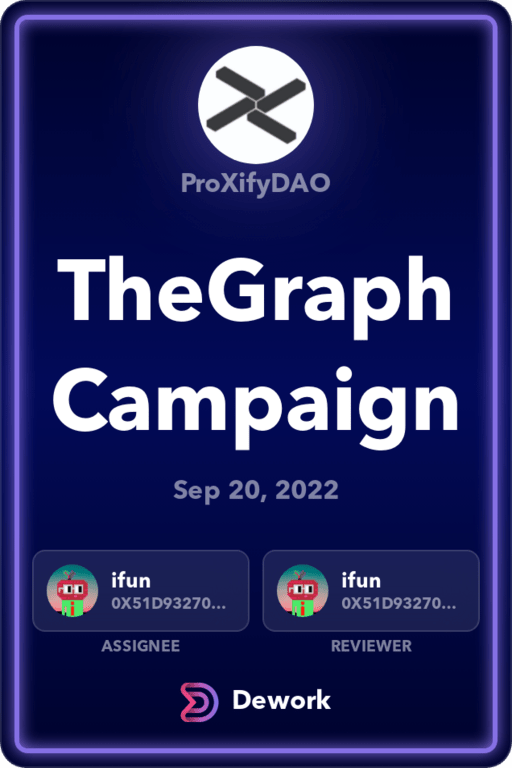 ProXifyDAO
TheGraph
Campaign
Sep 20, 2022
ifun
0X51D93270...
ASSIGNEE
ifun
0X51D93270...
REVIEWER
Dework